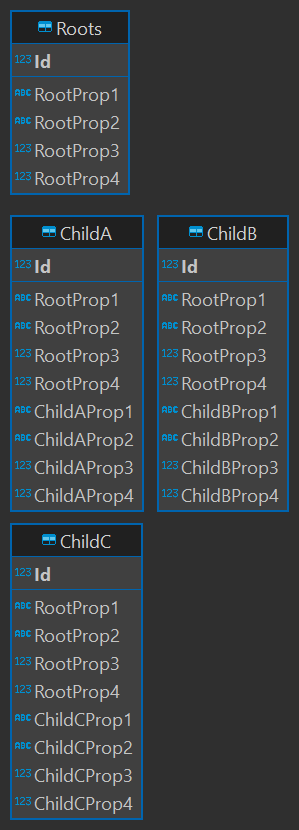 Roots
123 Id
ABC RootProp1
ABC RootProp2
123 RootProp3
123 RootProp4
ChildA
123 Id
ABC RootProp1
ABC RootProp2
123 RootProp3
123 RootProp4
ABC ChildAProp1
ABC ChildAProp2
123 ChildAProp3
123 ChildAProp4
ChildB
123 Id
ABC RootProp1
ABC RootProp2
123 RootProp3
123 RootProp4
ABC ChildBProp1
ABC ChildBProp2
123 ChildBProp3
123 ChildBProp4
ChildC
123 Id
ABC RootProp1
ABC RootProp2
123 RootProp3
123 RootProp4
ABC ChildCProp1
ABC ChildCProp2
123 ChildCProp3
123 ChildCProp4